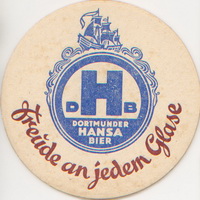 D H B
DORTMUNDER
HANSA
BIER
Freude an jedem Glase